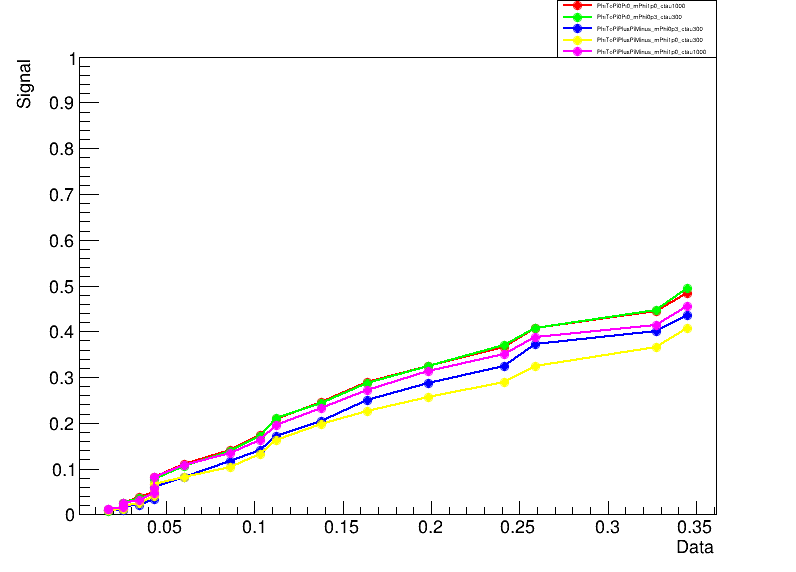 PhiToPi0Pi0_mPhi1p0_ctau1000
PhiToPi0Pi0_mPhi0p3_ctau300
PhiToPiPlusPiMinus_mPhi0p3_ctau300
PhiToPiPlusPiMinus_mPhi1p0_ctau300
PhiToPiPlusPiMinus_mPhi1p0_ctau1000
Signal
1
0.9
0.8
0.7
0.6
0.5
0.4
0.3
0.2
0.1
0
0.05 0.1 0.15 0.2 0.25 0.3 0.35
Data